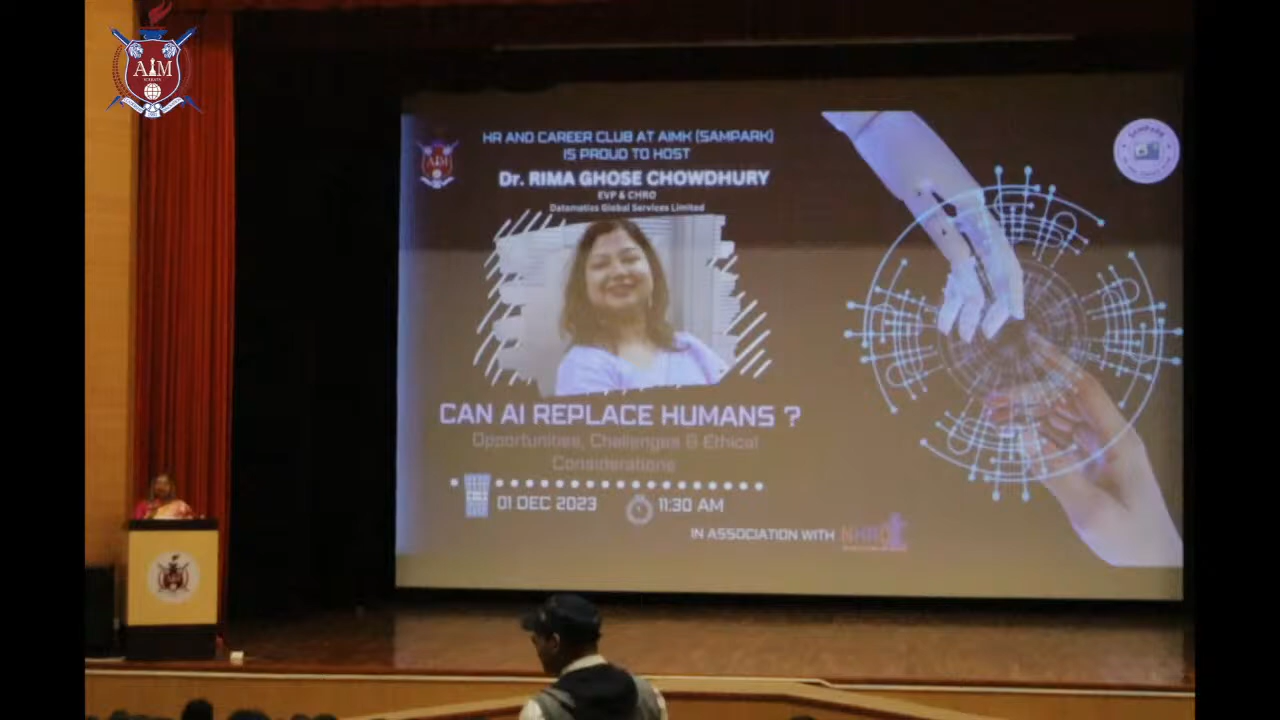 AIM
HR AND CAREER CLUB AT AIMK (SAMPARK)
IS PROUD TO HOST
Dr. RIMA GHOSE CHOWDHURY
EVP & CHRO
Datamatics Global Services Limited
SAMPARK
CAN AI REPLACE HUMANS ?
Opportunities, Challenges & Ethical
Considerations
01 DEC 2023
11:30 AM
IN ASSOCIATION WITH